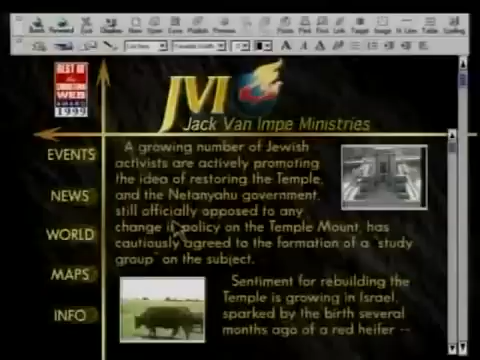 BEST OF
the
CHRISTIAN
WEB
AWARD
1999
JVI
Jack Van Impe Ministries
EVENTS
NEWS
WORLD
MAPS
INFO
A growing number of Jewish
activists are actively promoting
the idea of restoring the Temple,
and the Netanyahu government,
still officially opposed to any
change in policy on the Temple Mount, has
cautiously agreed to the formation of a "study
group" on the subject.
Sentiment for rebuilding the
Temple is growing in Israel,
sparked by the birth several
months ago of a red heifer --